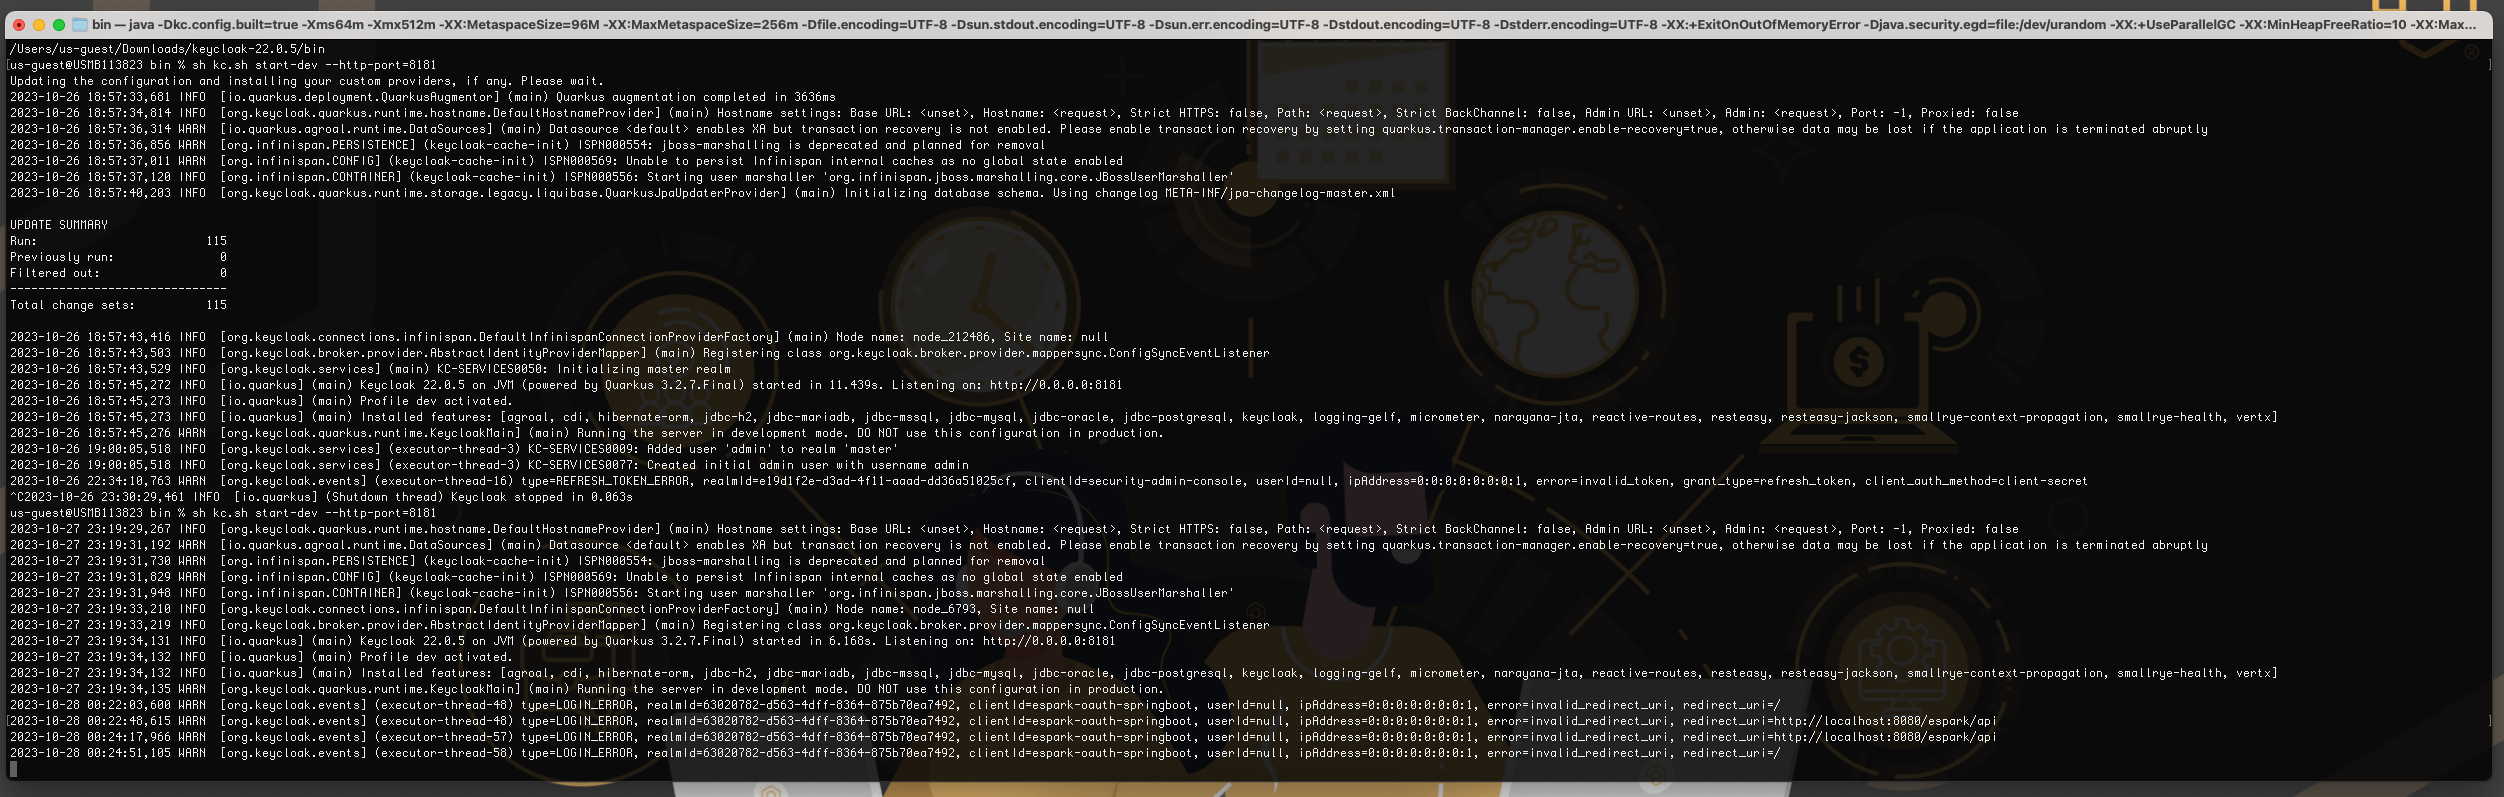 bin — java -Dkc.config.built=true -Xms64m -Xmx512m -XX:MetaspaceSize=96M -XX:MaxMetaspaceSize=256m -Dfile.encoding=UTF-8 -Dsun.stdout.encoding=UTF-8 -Dsun.err.encoding=UTF-8 -Dstdout.encoding=UTF-8 -Dstderr.encoding=UTF-8 -XX:+ExitOnOutOfMemoryError -Djava.security.egd=file:/dev/urandom -XX:+UseParallelGC -XX:MinHeapFreeRatio=10 -XX:Max...
/Users/us-guest/Downloads/keycloak-22.0.5/bin
[us-guest@USMB113823 bin % sh kc.sh start-dev --http-port=8181 ]
Updating the configuration and installing your custom providers, if any. Please wait.
2023-10-26 18:57:33,681 INFO  [io.quarkus.deployment.QuarkusAugmentor] (main) Quarkus augmentation completed in 3636ms
2023-10-26 18:57:34,814 INFO  [org.keycloak.quarkus.runtime.hostname.DefaultHostnameProvider] (main) Hostname settings: Base URL: <unset>, Hostname: <request>, Strict HTTPS: false, Path: <request>, Strict BackChannel: false, Admin URL: <unset>, Admin: <request>, Port: -1, Proxied: false
2023-10-26 18:57:36,314 WARN  [io.quarkus.agroal.runtime.DataSources] (main) Datasource <default> enables XA but transaction recovery is not enabled. Please enable transaction recovery by setting quarkus.transaction-manager.enable-recovery=true, otherwise data may be lost if the application is terminated abruptly
2023-10-26 18:57:36,856 WARN  [org.infinispan.PERSISTENCE] (keycloak-cache-init) ISPN000554: jboss-marshalling is deprecated and planned for removal
2023-10-26 18:57:37,011 WARN  [org.infinispan.CONFIG] (keycloak-cache-init) ISPN000569: Unable to persist Infinispan internal caches as no global state enabled
2023-10-26 18:57:37,120 INFO  [org.infinispan.CONTAINER] (keycloak-cache-init) ISPN000556: Starting user marshaller 'org.infinispan.jboss.marshalling.core.JBossUserMarshaller'
2023-10-26 18:57:40,203 INFO  [org.keycloak.quarkus.runtime.storage.legacy.liquibase.QuarkusJpaUpdaterProvider] (main) Initializing database schema. Using changelog META-INF/jpa-changelog-master.xml
UPDATE SUMMARY
Run:                        115
Previously run:               0
Filtered out:                 0
-------------------------------
Total change sets:          115
2023-10-26 18:57:43,416 INFO  [org.keycloak.connections.infinispan.DefaultInfinispanConnectionProviderFactory] (main) Node name: node_212486, Site name: null
2023-10-26 18:57:43,503 INFO  [org.keycloak.broker.provider.AbstractIdentityProviderMapper] (main) Registering class org.keycloak.broker.provider.mappersync.ConfigSyncEventListener
2023-10-26 18:57:43,529 INFO  [org.keycloak.services] (main) KC-SERVICES0050: Initializing master realm
2023-10-26 18:57:45,272 INFO  [io.quarkus] (main) Keycloak 22.0.5 on JVM (powered by Quarkus 3.2.7.Final) started in 11.439s. Listening on: http://0.0.0.0:8181
2023-10-26 18:57:45,273 INFO  [io.quarkus] (main) Profile dev activated.
2023-10-26 18:57:45,273 INFO  [io.quarkus] (main) Installed features: [agroal, cdi, hibernate-orm, jdbc-h2, jdbc-mariadb, jdbc-mssql, jdbc-mysql, jdbc-oracle, jdbc-postgresql, keycloak, logging-gelf, micrometer, narayana-jta, reactive-routes, resteasy, resteasy-jackson, smallrye-context-propagation, smallrye-health, vertx]
2023-10-26 18:57:45,276 WARN  [org.keycloak.quarkus.runtime.KeycloakMain] (main) Running the server in development mode. DO NOT use this configuration in production.
2023-10-26 19:00:05,518 INFO  [org.keycloak.services] (executor-thread-3) KC-SERVICES0009: Added user 'admin' to realm 'master'
2023-10-26 19:00:05,518 INFO  [org.keycloak.services] (executor-thread-3) KC-SERVICES0077: Created initial admin user with username admin
2023-10-26 22:34:10,763 WARN  [org.keycloak.events] (executor-thread-16) type=REFRESH_TOKEN_ERROR, realmId=e19d1f2e-d3ad-4f11-aaad-dd36a51025cf, clientId=security-admin-console, userId=null, ipAddress=0:0:0:0:0:0:0:1, error=invalid_token, grant_type=refresh_token, client_auth_method=client-secret
^C2023-10-26 23:30:29,461 INFO  [io.quarkus] (Shutdown thread) Keycloak stopped in 0.063s
us-guest@USMB113823 bin % sh kc.sh start-dev --http-port=8181
2023-10-27 23:19:29,267 INFO  [org.keycloak.quarkus.runtime.hostname.DefaultHostnameProvider] (main) Hostname settings: Base URL: <unset>, Hostname: <request>, Strict HTTPS: false, Path: <request>, Strict BackChannel: false, Admin URL: <unset>, Admin: <request>, Port: -1, Proxied: false
2023-10-27 23:19:31,192 WARN  [io.quarkus.agroal.runtime.DataSources] (main) Datasource <default> enables XA but transaction recovery is not enabled. Please enable transaction recovery by setting quarkus.transaction-manager.enable-recovery=true, otherwise data may be lost if the application is terminated abruptly
2023-10-27 23:19:31,730 WARN  [org.infinispan.PERSISTENCE] (keycloak-cache-init) ISPN000554: jboss-marshalling is deprecated and planned for removal
2023-10-27 23:19:31,829 WARN  [org.infinispan.CONFIG] (keycloak-cache-init) ISPN000569: Unable to persist Infinispan internal caches as no global state enabled
2023-10-27 23:19:31,948 INFO  [org.infinispan.CONTAINER] (keycloak-cache-init) ISPN000556: Starting user marshaller 'org.infinispan.jboss.marshalling.core.JBossUserMarshaller'
2023-10-27 23:19:33,210 INFO  [org.keycloak.connections.infinispan.DefaultInfinispanConnectionProviderFactory] (main) Node name: node_6793, Site name: null
2023-10-27 23:19:33,219 INFO  [org.keycloak.broker.provider.AbstractIdentityProviderMapper] (main) Registering class org.keycloak.broker.provider.mappersync.ConfigSyncEventListener
2023-10-27 23:19:34,131 INFO  [io.quarkus] (main) Keycloak 22.0.5 on JVM (powered by Quarkus 3.2.7.Final) started in 6.168s. Listening on: http://0.0.0.0:8181
2023-10-27 23:19:34,132 INFO  [io.quarkus] (main) Profile dev activated.
2023-10-27 23:19:34,132 INFO  [io.quarkus] (main) Installed features: [agroal, cdi, hibernate-orm, jdbc-h2, jdbc-mariadb, jdbc-mssql, jdbc-mysql, jdbc-oracle, jdbc-postgresql, keycloak, logging-gelf, micrometer, narayana-jta, reactive-routes, resteasy, resteasy-jackson, smallrye-context-propagation, smallrye-health, vertx]
2023-10-27 23:19:34,135 WARN  [org.keycloak.quarkus.runtime.KeycloakMain] (main) Running the server in development mode. DO NOT use this configuration in production.
2023-10-28 00:22:03,600 WARN  [org.keycloak.events] (executor-thread-48) type=LOGIN_ERROR, realmId=63020782-d563-4dff-8364-875b70ea7492, clientId=espark-oauth-springboot, userId=null, ipAddress=0:0:0:0:0:0:0:1, error=invalid_redirect_uri, redirect_uri=/
[2023-10-28 00:22:48,615 WARN  [org.keycloak.events] (executor-thread-48) type=LOGIN_ERROR, realmId=63020782-d563-4dff-8364-875b70ea7492, clientId=espark-oauth-springboot, userId=null, ipAddress=0:0:0:0:0:0:0:1, error=invalid_redirect_uri, redirect_uri=http://localhost:8080/espark/api ]
2023-10-28 00:24:17,966 WARN  [org.keycloak.events] (executor-thread-57) type=LOGIN_ERROR, realmId=63020782-d563-4dff-8364-875b70ea7492, clientId=espark-oauth-springboot, userId=null, ipAddress=0:0:0:0:0:0:0:1, error=invalid_redirect_uri, redirect_uri=http://localhost:8080/espark/api
2023-10-28 00:24:51,105 WARN  [org.keycloak.events] (executor-thread-58) type=LOGIN_ERROR, realmId=63020782-d563-4dff-8364-875b70ea7492, clientId=espark-oauth-springboot, userId=null, ipAddress=0:0:0:0:0:0:0:1, error=invalid_redirect_uri, redirect_uri=/